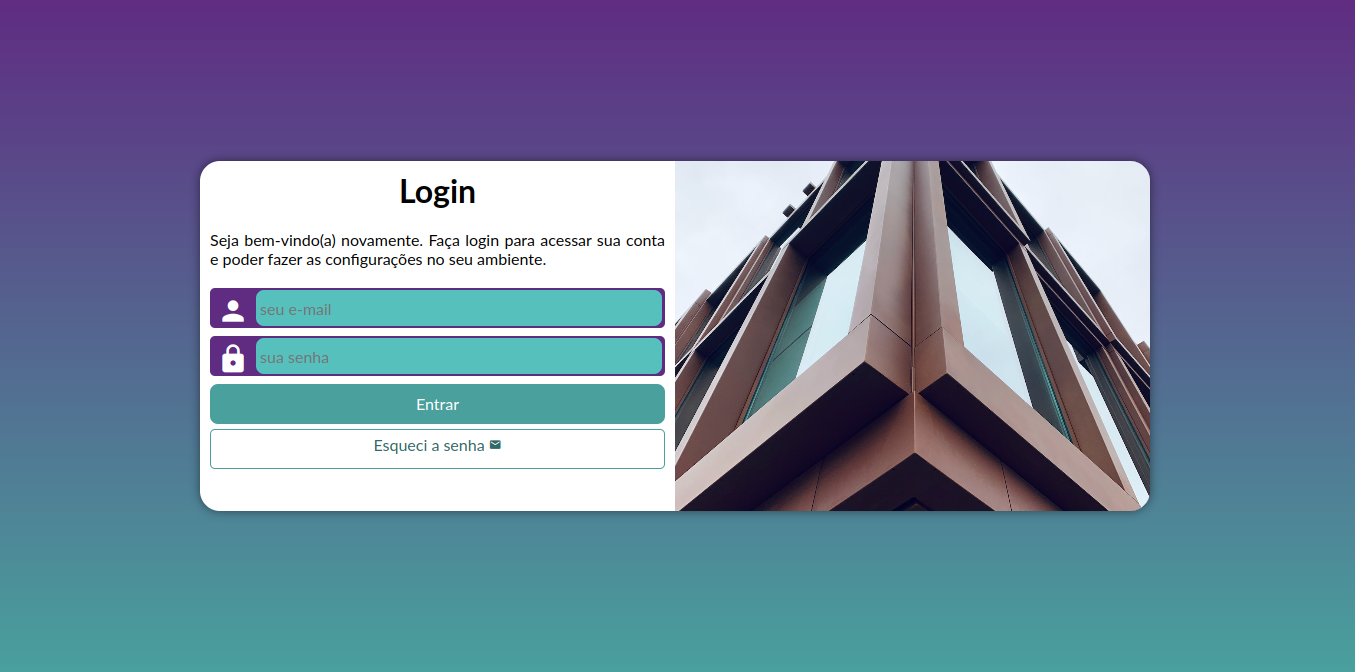 Login
Seja bem-vindo(a) novamente. Faça login para acessar sua conta
e poder fazer as configurações no seu ambiente.
seu e-mail
sua senha
Entrar
Esqueci a senha